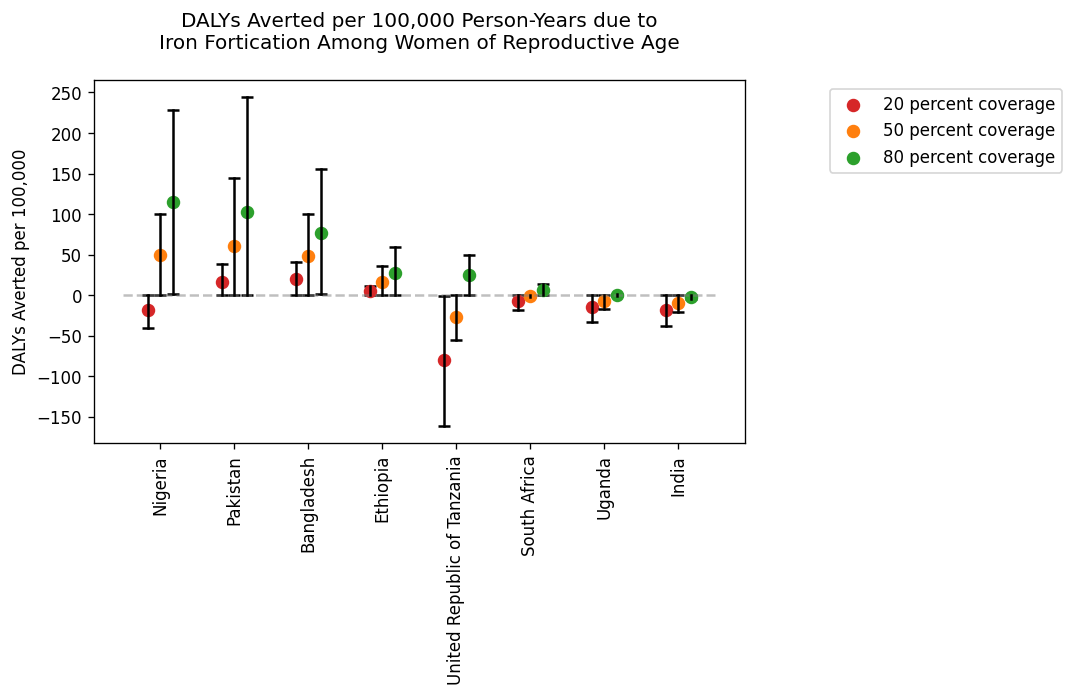 DALYs Averted per 100,000 Person-Years due to
Iron Fortication Among Women of Reproductive Age
DALYs Averted per 100,000
250
200
150
100
50
0
−50
−100
−150
Nigeria
Pakistan
Bangladesh
Ethiopia
United Republic of Tanzania
South Africa
Uganda
India
20 percent coverage
50 percent coverage
80 percent coverage